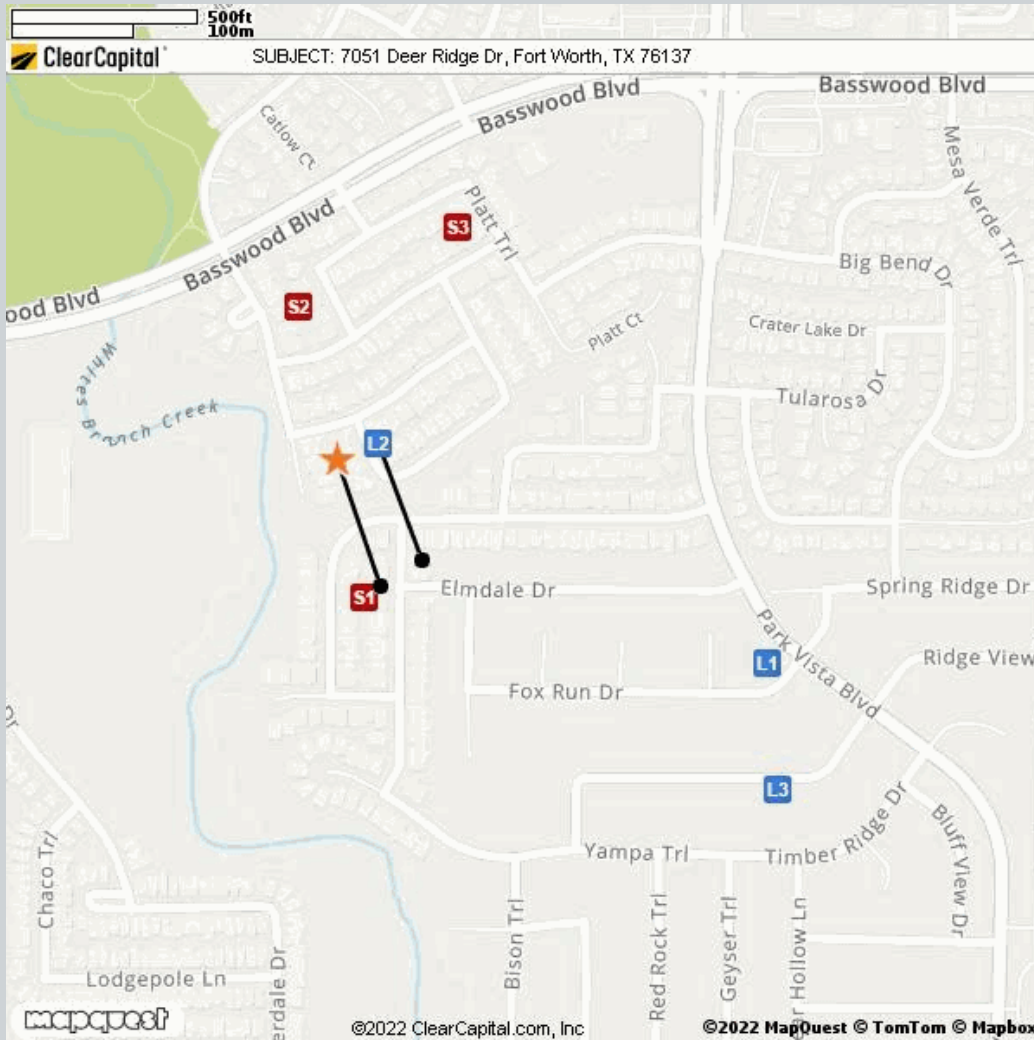 500ft
100m
ClearCapital
SUBJECT: 7051 Deer Ridge Dr, Fort Worth, TX 76137
Basswood Blvd
Basswood Blvd
Catlow Ct
Mesa Verde Trl
Platt Trl
S3
Basswood Blvd
Big Bend Dr
ood Blvd
S2
Platt Ct
Crater Lake Dr
Whites Branch Creek
Tularosa Dr
L2
S1
Elmdale Dr
Spring Ridge Dr
Park Vista Blvd
L1
Ridge View
Fox Run Dr
Dr
L3
Yampa Trl
Timber Ridge Dr
Bluff View Dr
Chaco Trl
Bison Trl
Red Rock Trl
Geyser Trl
ar Hollow Ln
Lodgepole Ln
erdale Dr
mapquest
©2022 ClearCapital.com, Inc
©2022 MapQuest © TomTom © Mapbox